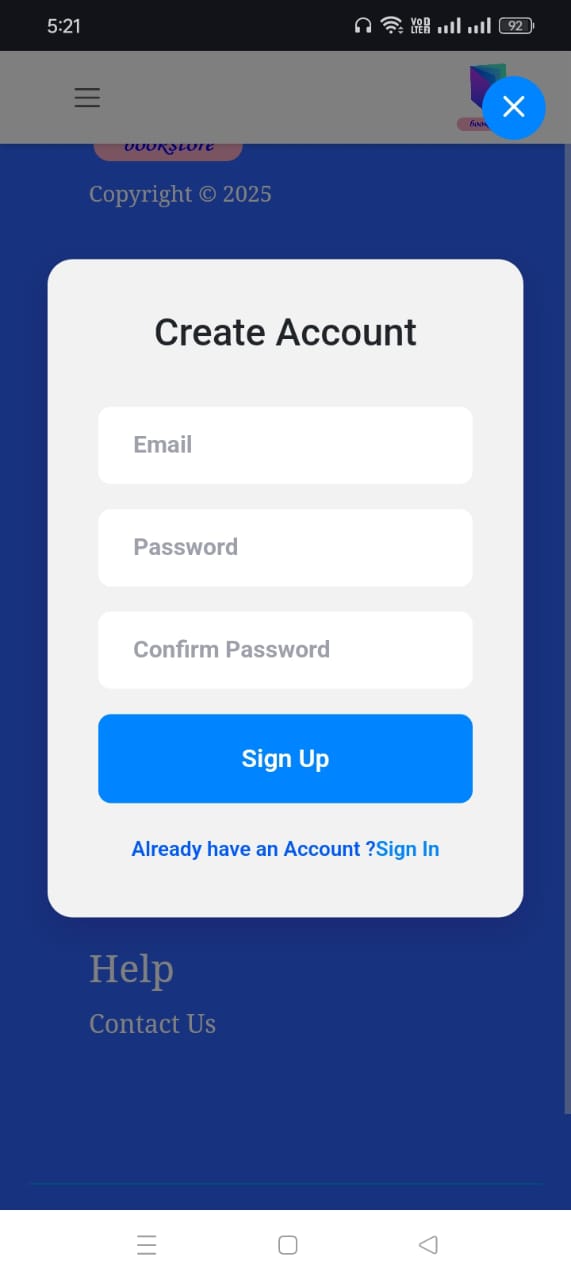 5:21
VoD
LTE
92
bookstore
Copyright © 2025
Create Account
Email
Password
Confirm Password
Sign Up
Already have an Account ?Sign In
Help
Contact Us